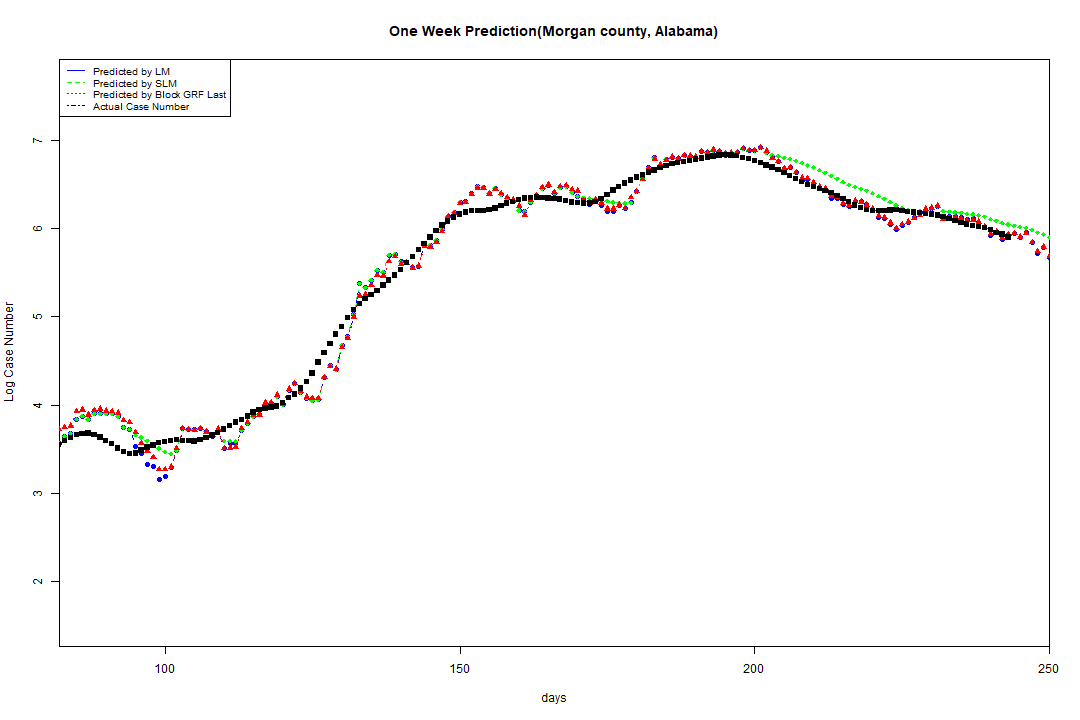 One Week Prediction(Morgan county, Alabama)
Predicted by LM
Predicted by SLM
Predicted by Block GRF Last
Actual Case Number
7
6
5
4
3
2
Log Case Number
100 150 200 250
days